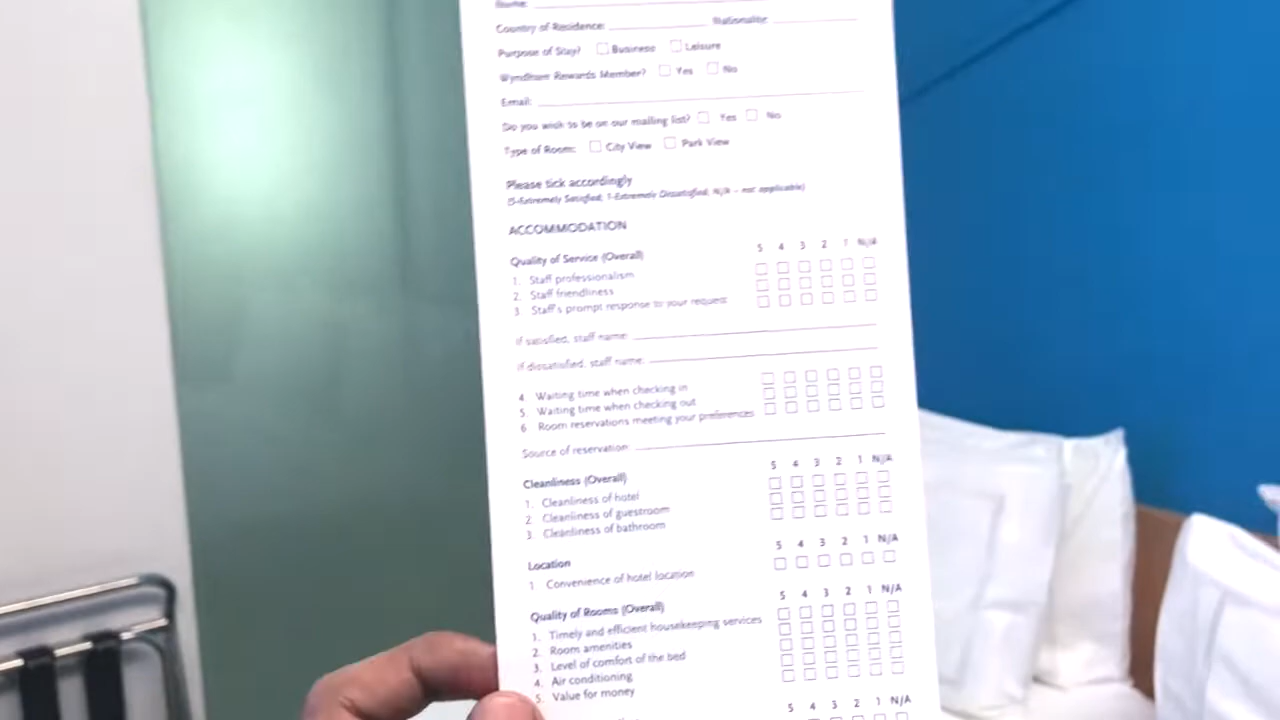 Name:
Country of Residence: Nationality:
Purpose of Stay? Business Leisure
Wyndham Rewards Member? Yes No
Email:
Do you wish to be on our mailing list? Yes No
Type of Room: City View Park View
Please tick accordingly
(5-Extremely Satisfied; 1-Extremely Dissatisfied; N/A - not applicable)
ACCOMMODATION
Quality of Service (Overall) 5 4 3 2 1 N/A
1. Staff professionalism
2. Staff friendliness
3 Staff's prompt response to your request
If satisfied, staff name:
If dissatisfied, staff name:
4 Waiting time when checking in
5. Waiting time when checking out
6 Room reservations meeting your preferences
Source of reservation:
Cleanliness (Overall) 5 4 3 2 1 N/A
1. Cleanliness of hotel
2 Cleanliness of guestroom
3. Cleanliness of bathroom
Location 5 4 3 2 1 N/A
1 Convenience of hotel location
Quality of Rooms (Overall) 5 4 3 2 1 N/A
1. Timely and efficient housekeeping services
2. Room amenities
3. Level of comfort of the bed
4. Air conditioning
5. Value for money
5 4 3 2 1 N/A